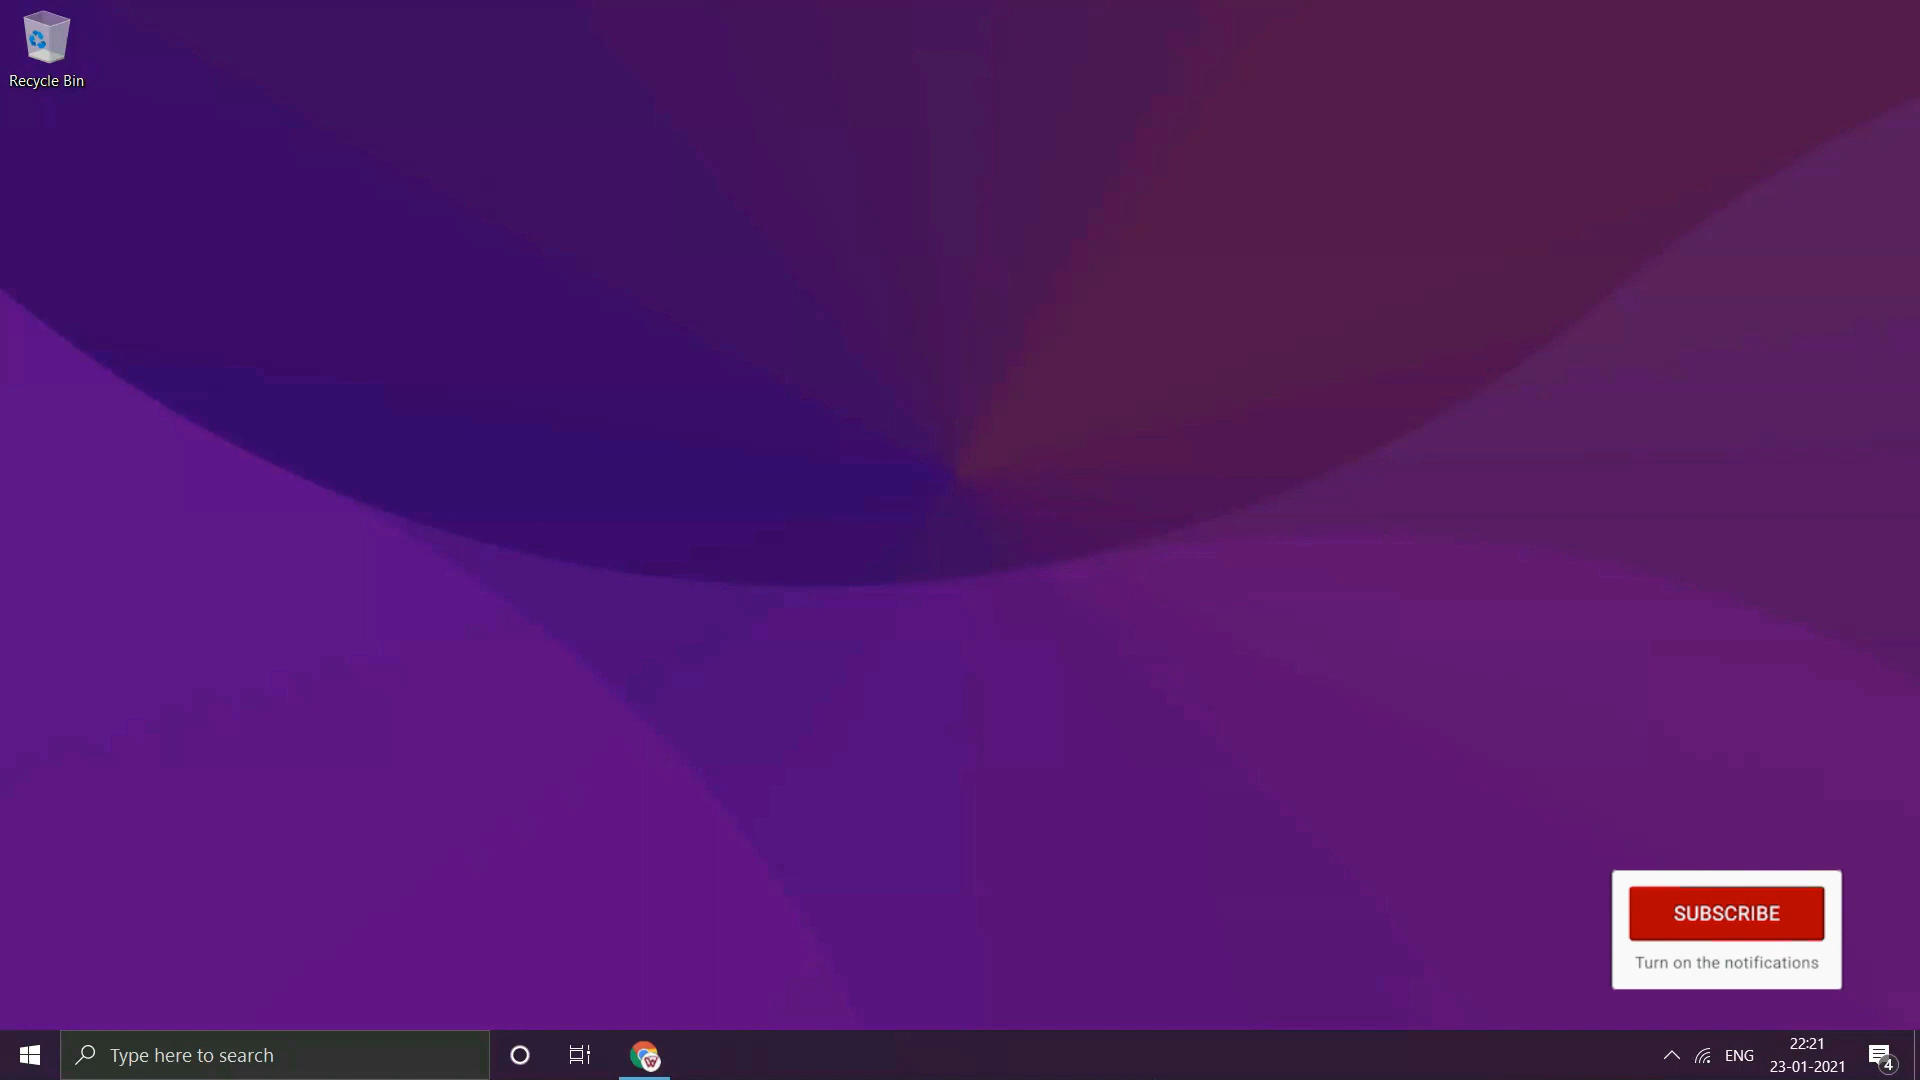 Recycle Bin
SUBSCRIBE
Turn on the notifications
Type here to search
ENG
22:21
23-01-2021
4